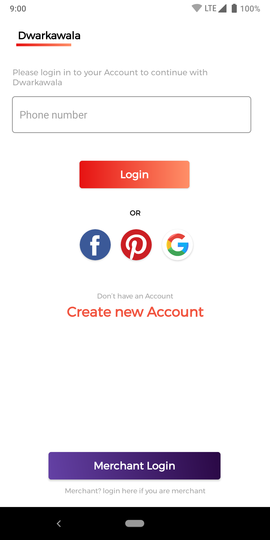 9:00 LTE 100%
Dwarkawala
Please login in to your Account to continue with
Dwarkawala
Phone number
Login
OR
Don't have an Account
Create new Account
Merchant Login
Merchant? login here if you are merchant